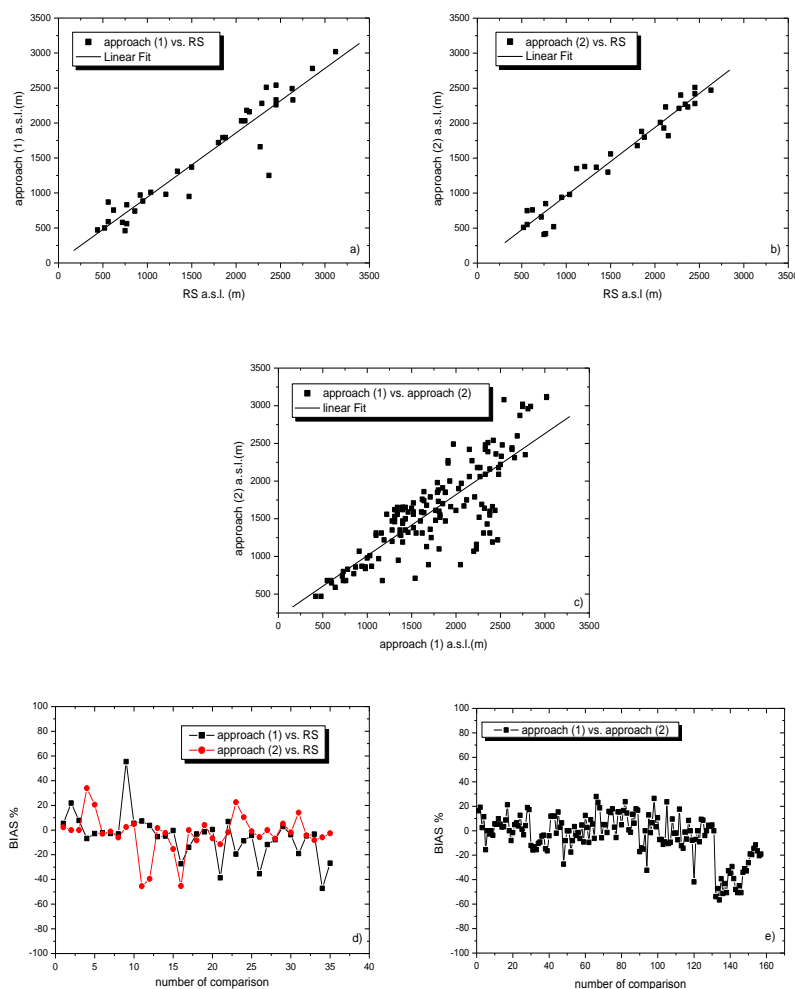 approach (1) vs. RS
Linear Fit
approach (1) a.s.l.(m)
3500
3000
2500
2000
1500
1000
500
0
0 500 1000 1500 2000 2500 3000 3500
RS a.s.l. (m)
a)
approach (2) vs. RS
Linear Fit
approach (2) a.s.l.(m)
3500
3000
2500
2000
1500
1000
500
0
0 500 1000 1500 2000 2500 3000 3500
RS a.s.l (m)
b)
approach (1) vs. approach (2)
linear Fit
approach (2) a.s.l.(m)
3500
3000
2500
2000
1500
1000
500
0 500 1000 1500 2000 2500 3000 3500
approach (1) a.s.l.(m)
c)
approach (1) vs. RS
approach (2) vs. RS
BIAS %
100
80
60
40
20
0
-20
-40
-60
-80
-100
0 5 10 15 20 25 30 35 40
number of comparison
d)
approach (1) vs. approach (2)
BIAS %
100
80
60
40
20
0
-20
-40
-60
-80
-100
0 20 40 60 80 100 120 140 160
number of comparison
e)